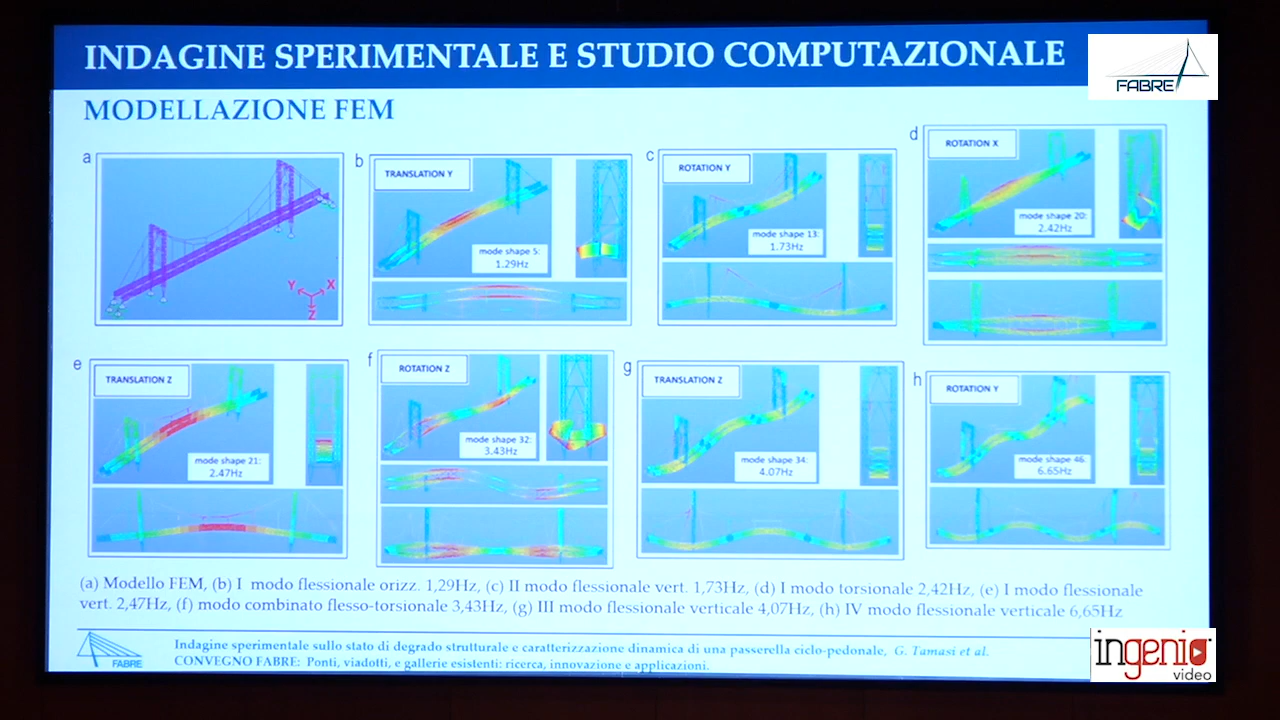 INDAGINE SPERIMENTALE E STUDIO COMPUTAZIONALE
FABRE
MODELLAZIONE FEM
a
Y X
Z
b
TRANSLATION Y
mode shape 5:
1.29Hz
c
ROTATION Y
mode shape 13:
1.73Hz
d
ROTATION X
mode shape 20:
2.42Hz
e
TRANSLATION Z
mode shape 21:
2.47Hz
f
ROTATION Z
mode shape 32:
3.43Hz
g
TRANSLATION Z
mode shape 34:
4.07Hz
h
ROTATION Y
mode shape 46:
6.65Hz
(a) Modello FEM, (b) I modo flessionale orizz. 1,29Hz, (c) II modo flessionale vert. 1,73Hz, (d) I modo torsionale 2,42Hz, (e) I modo flessionale
vert. 2,47Hz, (f) modo combinato flesso-torsionale 3,43Hz, (g) III modo flessionale verticale 4,07Hz, (h) IV modo flessionale verticale 6,65Hz
FABRE
Indagine sperimentale sullo stato di degrado strutturale e caratterizzazione dinamica di una passerella ciclo-pedonale, G. Tamasi et al.
CONVEGNO FABRE: Ponti, viadotti, e gallerie esistenti: ricerca, innovazione e applicazioni.
ingenio
video